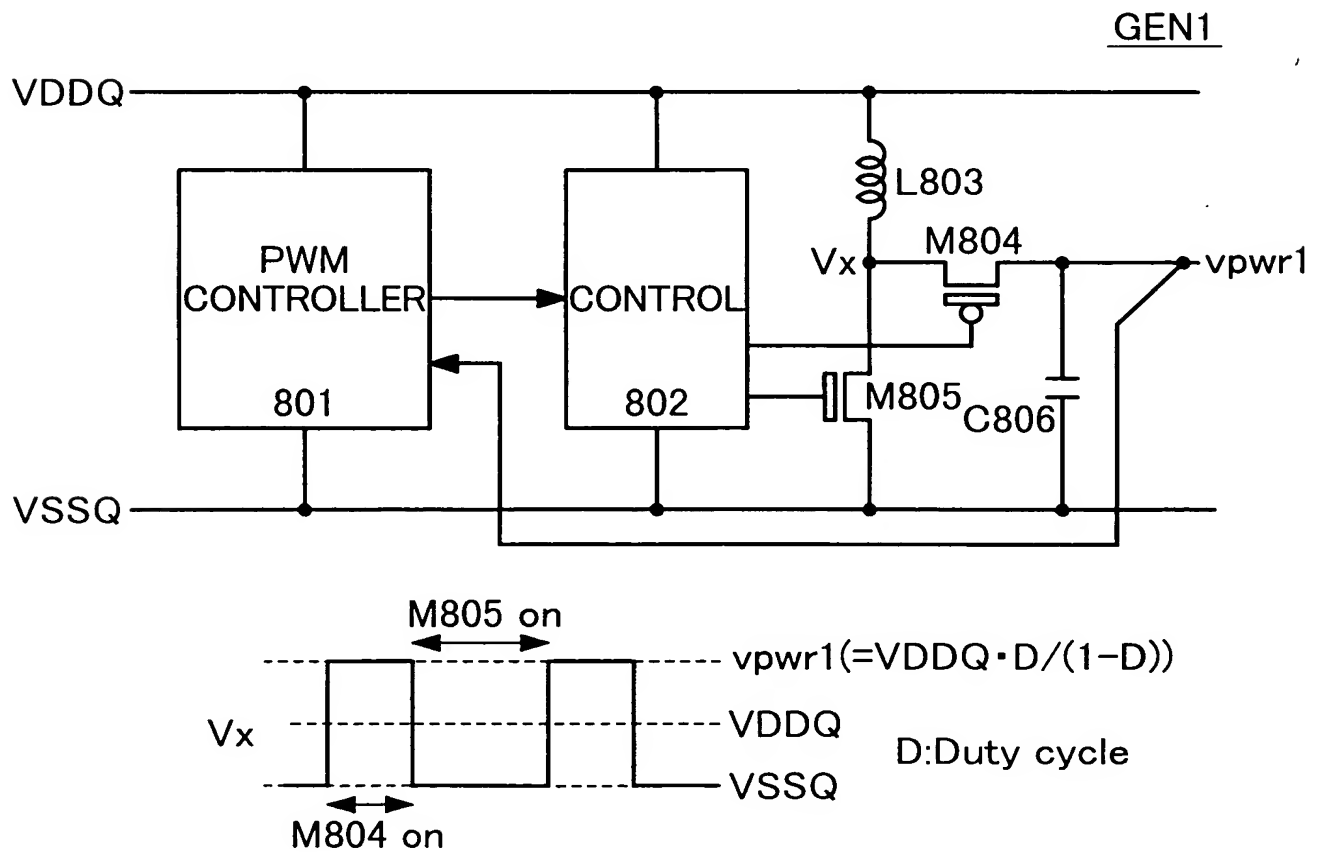 GEN1
VDDQ
L803
M804
Vx
vpwr1
PWM
CONTROLLER
CONTROL
801
802
M805
C806
VSSQ
M805 on
vpwr1(=VDDQ・D/(1-D))
Vx
VDDQ
D:Duty cycle
VSSQ
M804 on